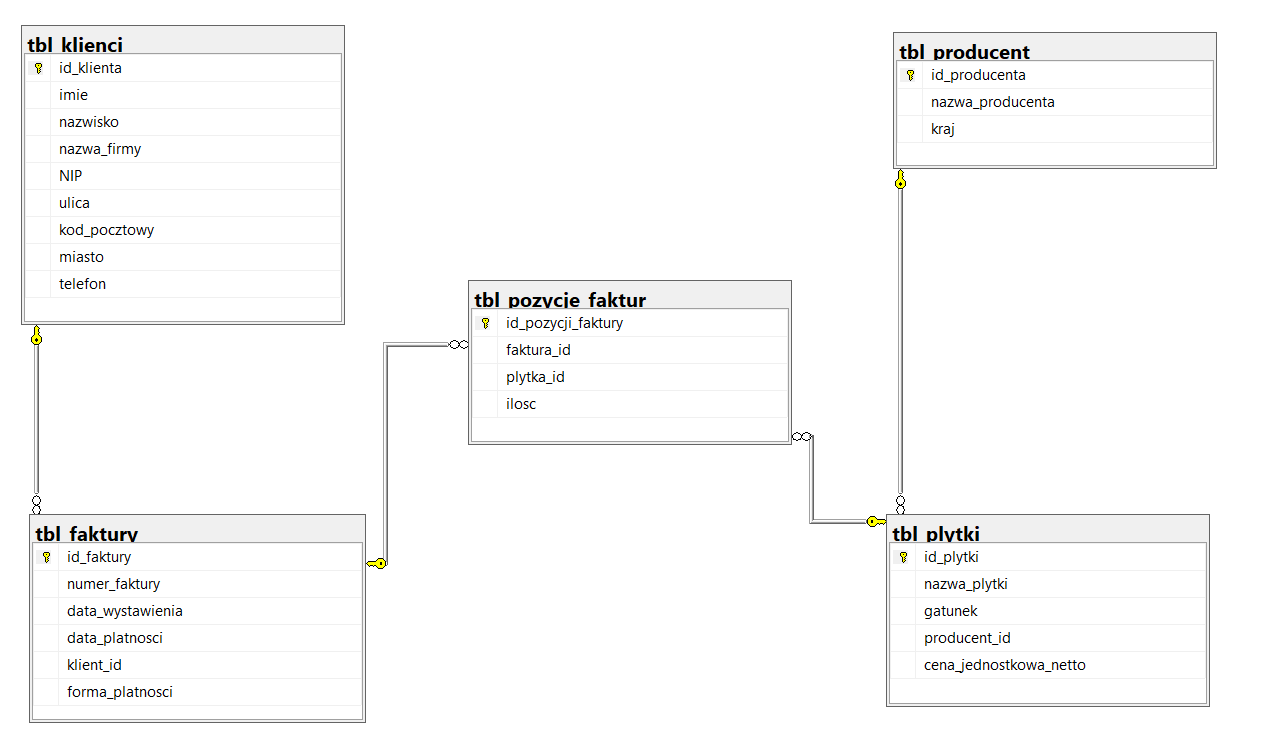 tbl_klienci
id_klienta
imie
nazwisko
nazwa_firmy
NIP
ulica
kod_pocztowy
miasto
telefon
tbl_producent
id_producenta
nazwa_producenta
kraj
tbl_pozycje_faktur
id_pozycji_faktury
faktura_id
plytka_id
ilosc
tbl_faktury
id_faktury
numer_faktury
data_wystawienia
data_platnosci
klient_id
forma_platnosci
tbl_plytki
id_plytki
nazwa_plytki
gatunek
producent_id
cena_jednostkowa_netto